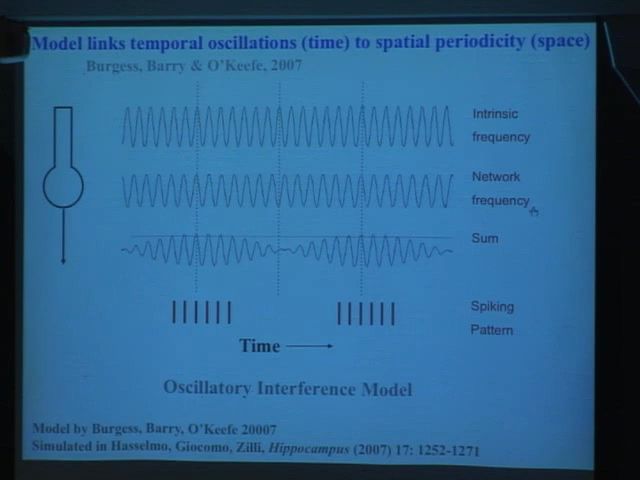 Model links temporal oscillations (time) to spatial periodicity (space)
Burgess, Barry & O'Keefe, 2007
Intrinsic
frequency
Network
frequency
Sum
Spiking
Pattern
Time
Oscillatory Interference Model
Model by Burgess, Barry, O'Keefe 20007
Simulated in Hasselmo, Giocomo, Zilli, Hippocampus (2007) 17: 1252-1271